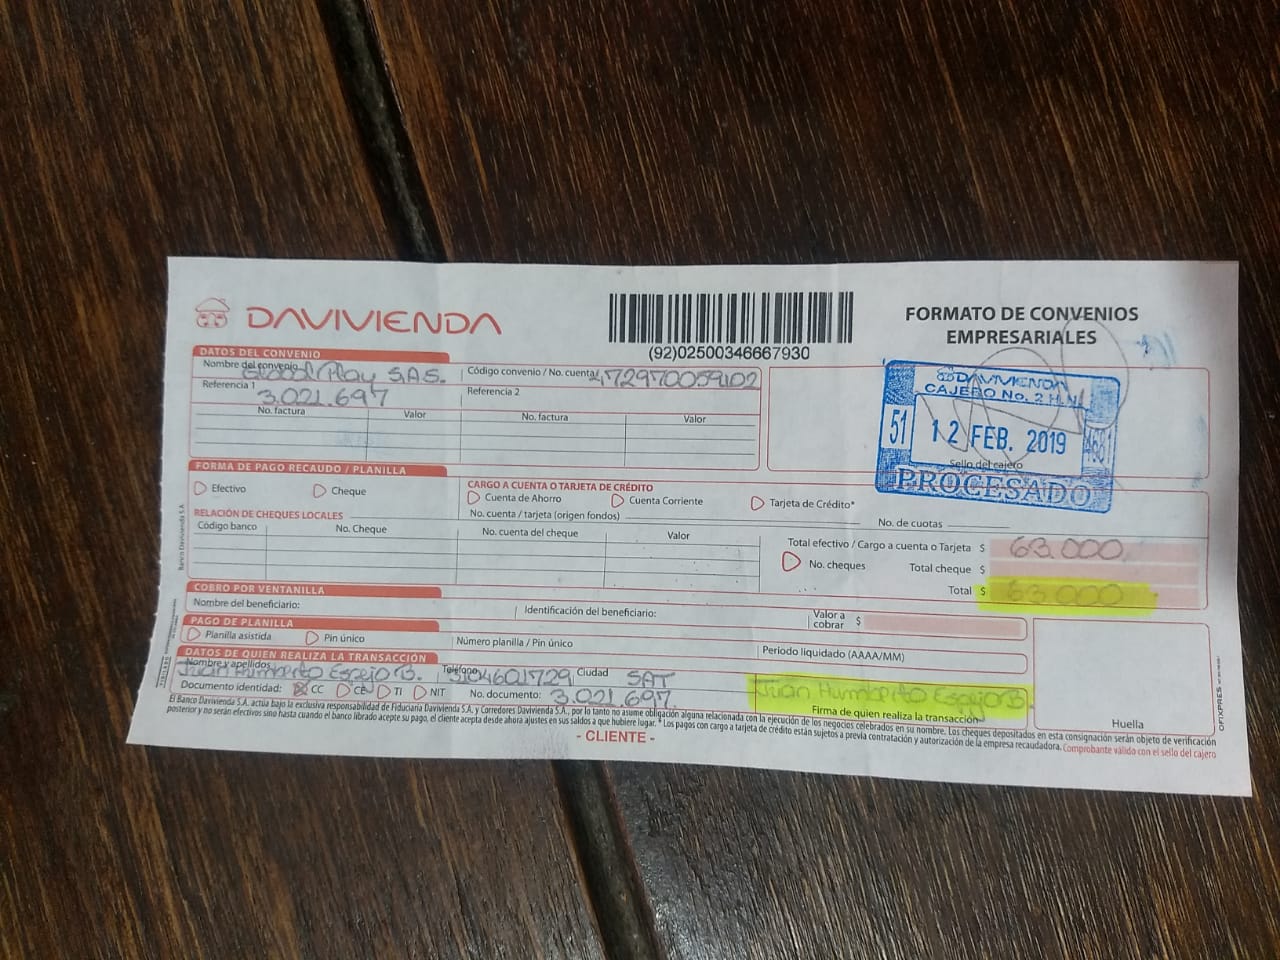 DAVIVIENDA
(92)02500346667930
FORMATO DE CONVENIOS
EMPRESARIALES
DATOS DEL CONVENIO
Nombre del convenio Global Play S.A.S.
Código convenio / No. cuenta 472970059102
Referencia 1
3.021.697
Referencia 2
No. factura Valor No. factura Valor
DAVIVIENDA
CAJERO No. 2 H.N.
51 12 FEB. 2019
Sello del cajero
PROCESADO
FORMA DE PAGO RECAUDO / PLANILLA
Efectivo Cheque
CARGO A CUENTA O TARJETA DE CRÉDITO
Cuenta de Ahorro Cuenta Corriente Tarjeta de Crédito*
No. cuenta / tarjeta (origen fondos) No. de cuotas
RELACIÓN DE CHEQUES LOCALES
Código banco No. Cheque No. cuenta del cheque Valor
Total efectivo / Cargo a cuenta o Tarjeta $ 63.000
No. cheques Total cheque $
Total $ 63.000
COBRO POR VENTANILLA
Nombre del beneficiario: Identificación del beneficiario: Valor a
cobrar $
PAGO DE PLANILLA
Planilla asistida Pin único Número planilla / Pin único Periodo liquidado (AAAA/MM)
DATOS DE QUIEN REALIZA LA TRANSACCIÓN
Nombre y apellidos Juan Humberto Espejo B. Teléfono 3104601729 Ciudad SAT
Documento identidad: CC CE TI NIT No. documento: 3.021.697.
Juan Humberto Espejo B
Firma de quien realiza la transacción
Huella
El Banco Davivienda S.A. actúa bajo la exclusiva responsabilidad de Fiduciaria Davivienda S.A. y Corredores Davivienda S.A., por lo tanto no asume obligación alguna relacionada con la ejecución de los negocios celebrados en su nombre. Los cheques depositados en esta consignación serán objeto de verificación
posterior y no serán efectivos sino hasta cuando el banco librado acepte su pago, el cliente acepta desde ahora ajustes en sus saldos a que hubiere lugar. * Los pagos con cargo a tarjeta de crédito están sujetos a previa contratación y autorización de la empresa recaudadora. Comprobante válido con el sello del cajero
- CLIENTE -
Banco Davivienda S.A
OFIXPRES